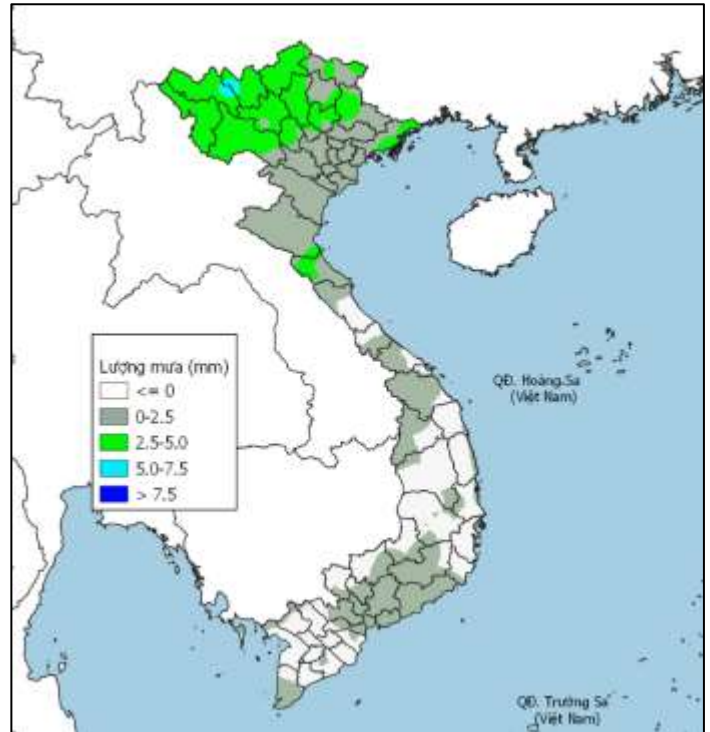 Lượng mưa (mm)
<= 0
0-2.5
2.5-5.0
5.0-7.5
> 7.5
QĐ. Hoàng Sa
(Việt Nam)
QĐ. Trường Sa
(Việt Nam)